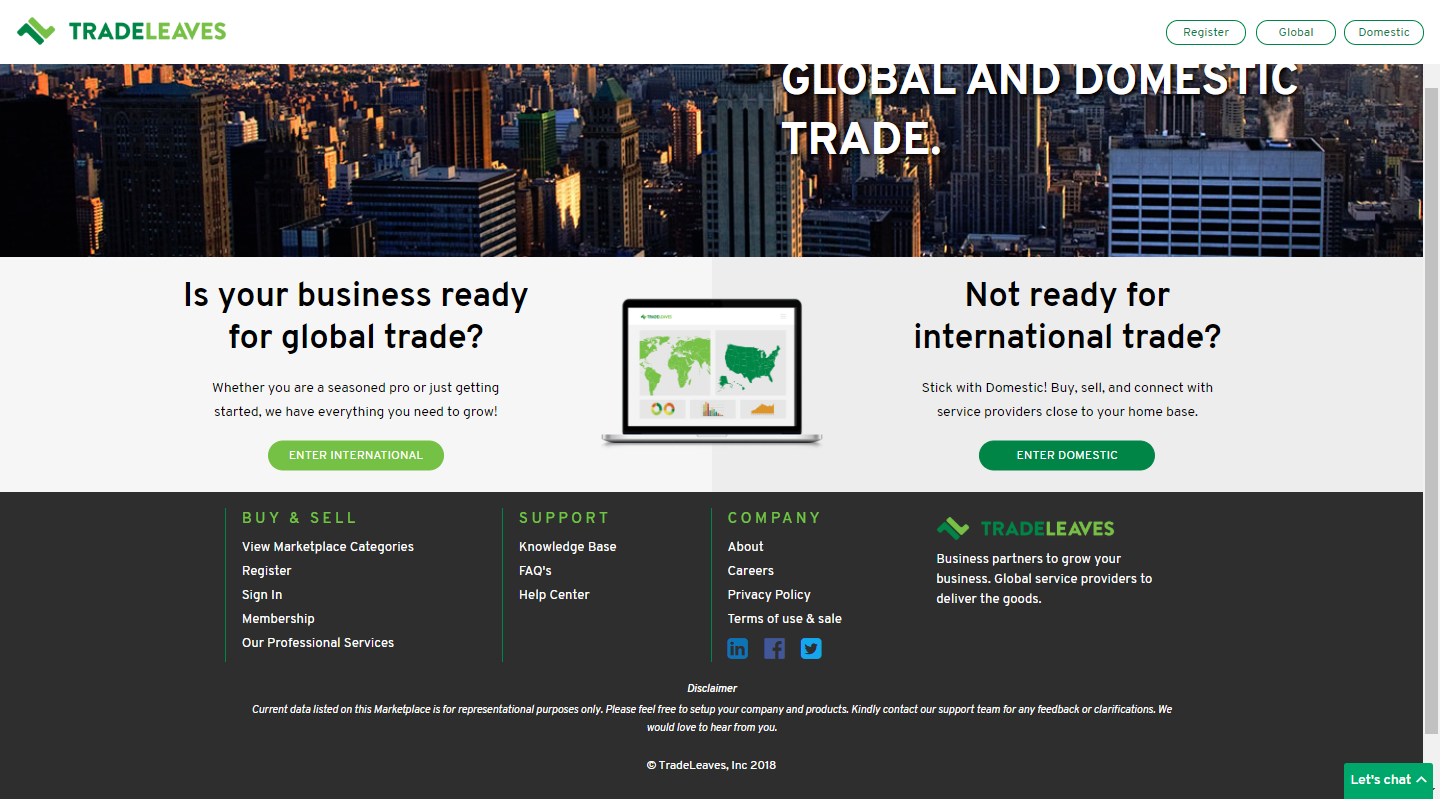 TRADELEAVES
Register
Global
Domestic
GLOBAL AND DOMESTIC
TRADE.
Is your business ready
for global trade?
Whether you are a seasoned pro or just getting
started, we have everything you need to grow!
ENTER INTERNATIONAL
TRADELEAVES
Not ready for
international trade?
Stick with Domestic! Buy, sell, and connect with
service providers close to your home base.
ENTER DOMESTIC
BUY & SELL
View Marketplace Categories
Register
Sign In
Membership
Our Professional Services
SUPPORT
Knowledge Base
FAQ's
Help Center
COMPANY
About
Careers
Privacy Policy
Terms of use & sale
in
TRADELEAVES
Business partners to grow your
business. Global service providers to
deliver the goods.
Disclaimer
Current data listed on this Marketplace is for representational purposes only. Please feel free to setup your company and products. Kindly contact our support team for any feedback or clarifications. We
would love to hear from you.
© TradeLeaves, Inc 2018
Let's chat